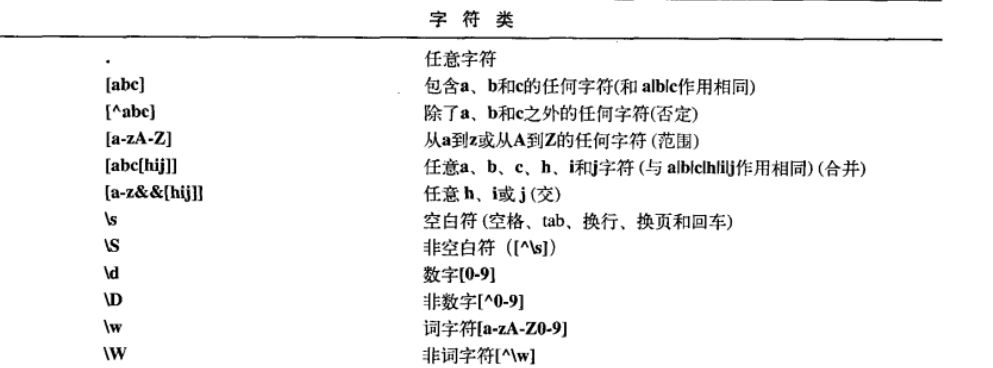 字 符 类
. 任意字符
[abc] 包含a、b和c的任何字符(和 a|b|c作用相同)
[^abc] 除了a、b和c之外的任何字符(否定)
[a-zA-Z] 从a到z或从A到Z的任何字符 (范围)
[abc[hij]] 任意a、b、c、h、i和j字符 (与 a|b|c|h|i|j作用相同) (合并)
[a-z&&[hij]] 任意 h、i或 j (交)
\s 空白符 (空格、tab、换行、换页和回车)
\S 非空白符（[^\s]）
\d 数字[0-9]
\D 非数字[^0-9]
\w 词字符[a-zA-Z0-9]
\W 非词字符[^\w]